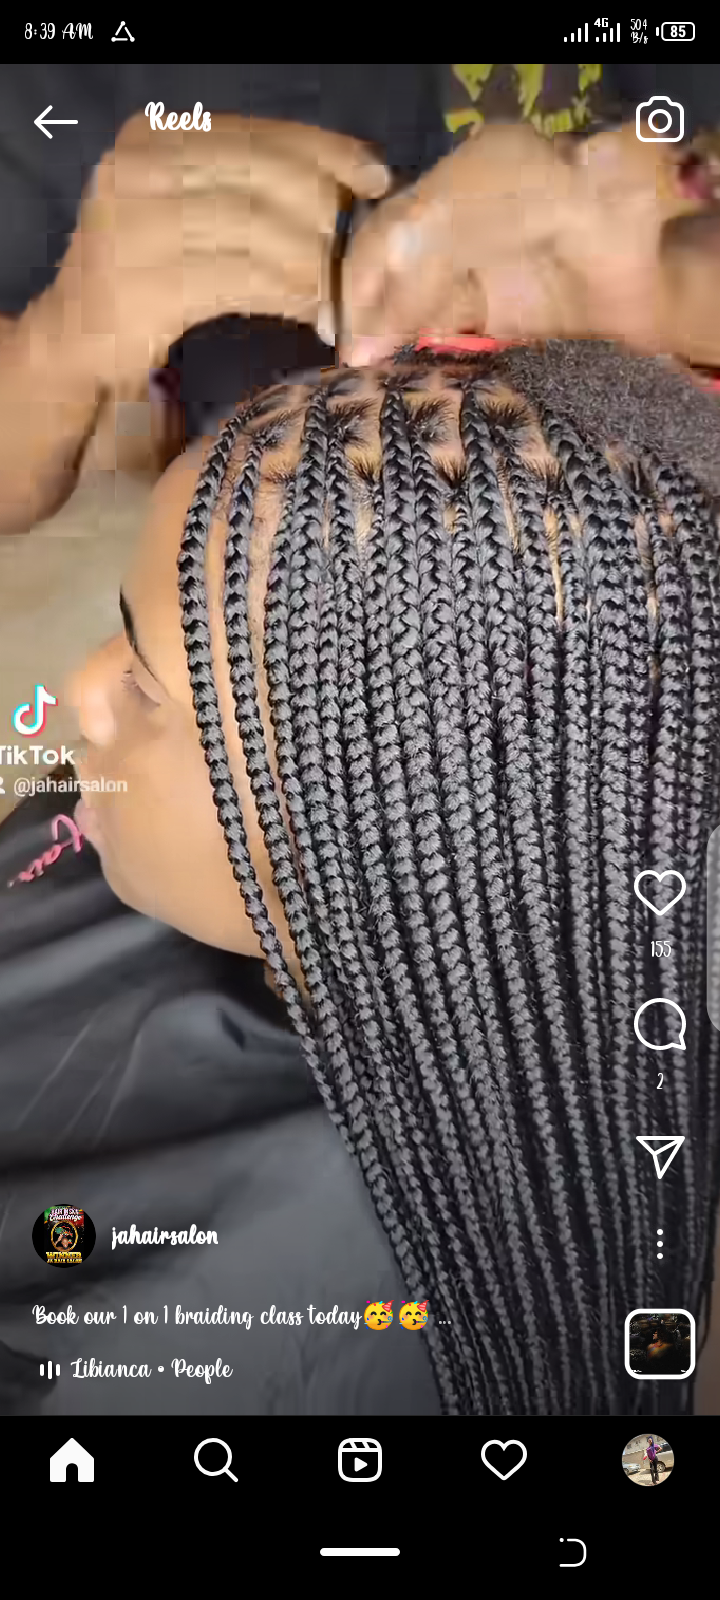 8:39 AM
4G
504
B/s
85
Reels
TikTok
@jahairsalon
155
2
jahairsalon
WINNER
Book our 1 on 1 braiding class today🥳🥳 ...
Libianca • People